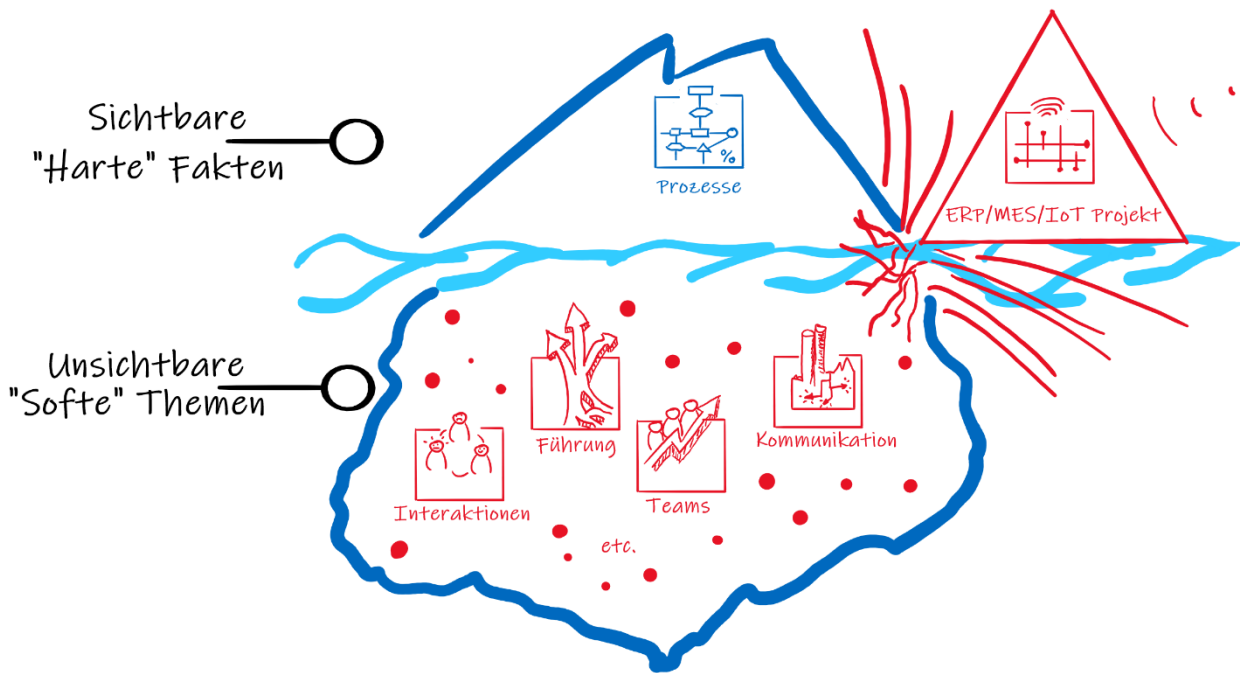 Sichtbare
"Harte" Fakten
%
Prozesse
ERP/MES/IoT Projekt
Unsichtbare
"Softe" Themen
Führung
Kommunikation
Interaktionen
Teams
etc.